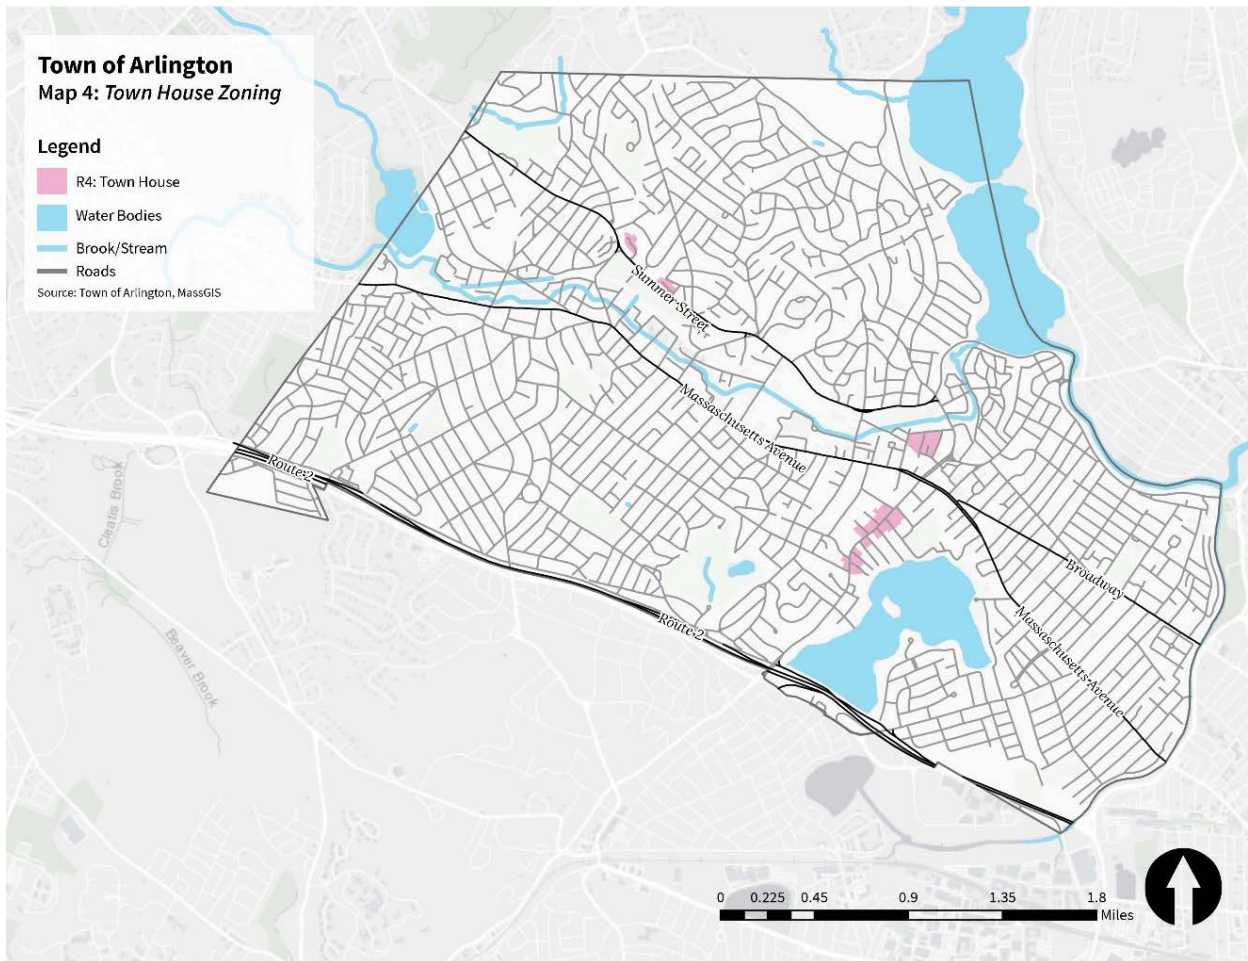 Town of Arlington
Map 4: Town House Zoning
Legend
R4: Town House
Water Bodies
Brook/Stream
Roads
Source: Town of Arlington, MassGIS
Summer Street
Massachusetts Avenue
Route 2
Cleatis Brook
Broadway
Route 2
Massachusetts Avenue
Beaver Brook
0 0.225 0.45 0.9 1.35 1.8
Miles